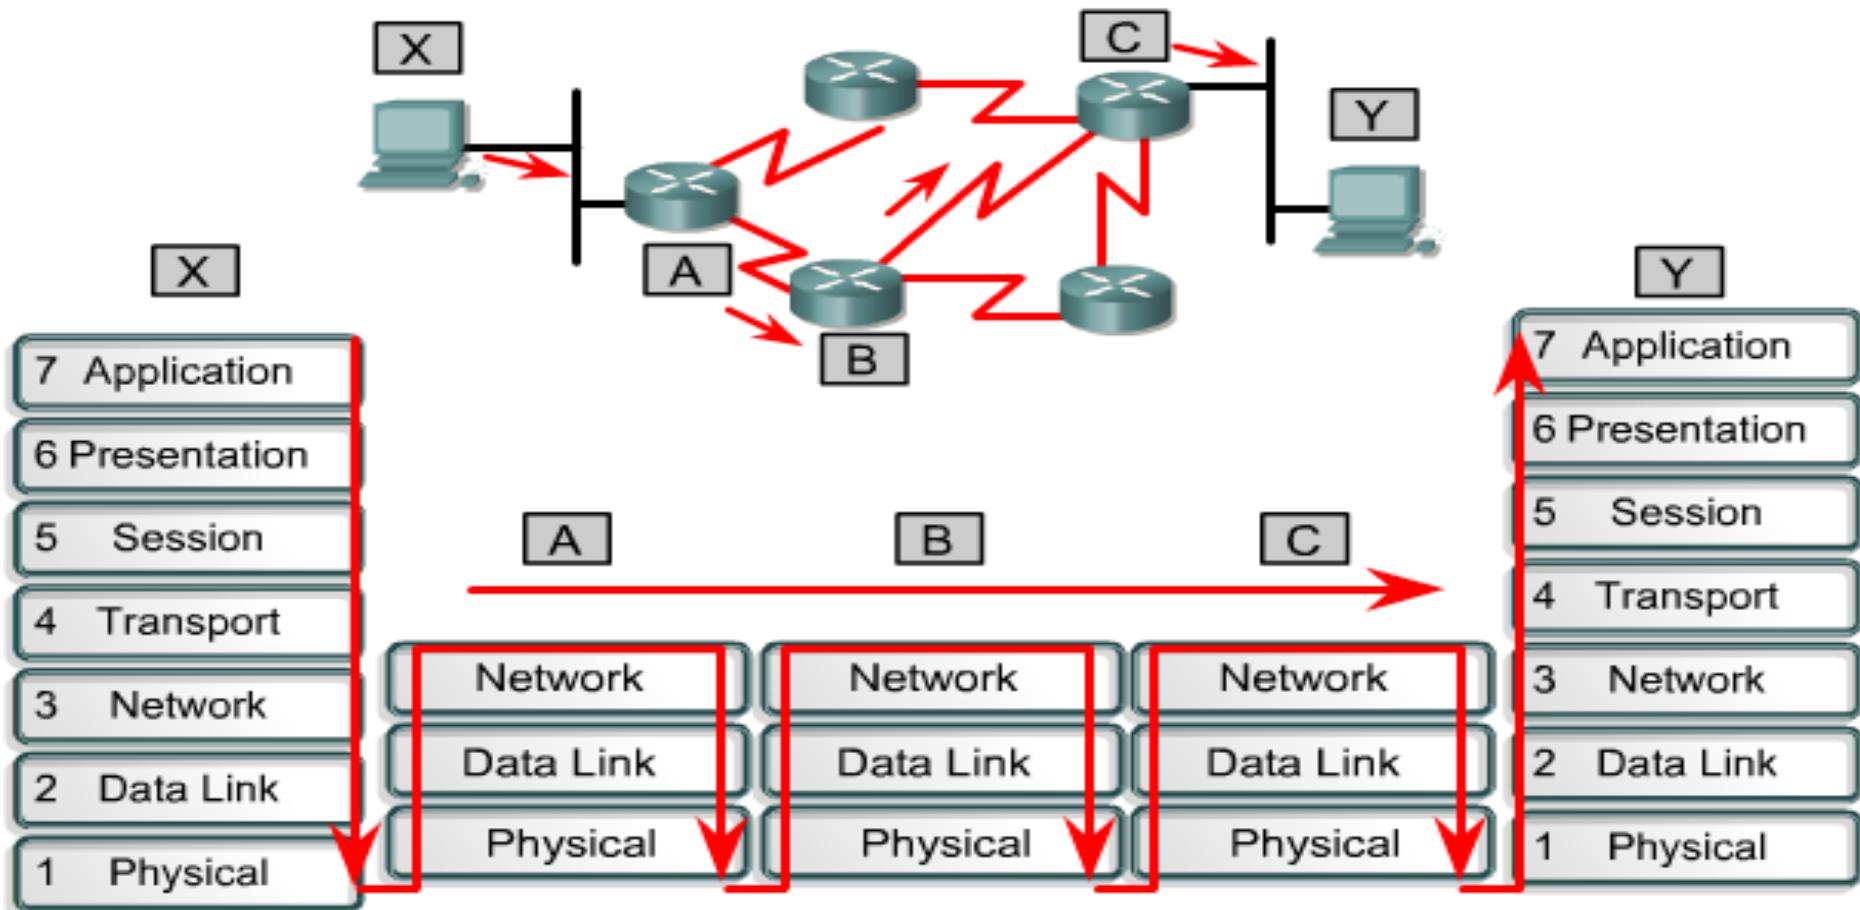 X
C
Y
A
B
X
Y
7 Application
6 Presentation
5 Session
4 Transport
3 Network
2 Data Link
1 Physical
A
Network
Data Link
Physical
B
Network
Data Link
Physical
C
Network
Data Link
Physical
7 Application
6 Presentation
5 Session
4 Transport
3 Network
2 Data Link
1 Physical